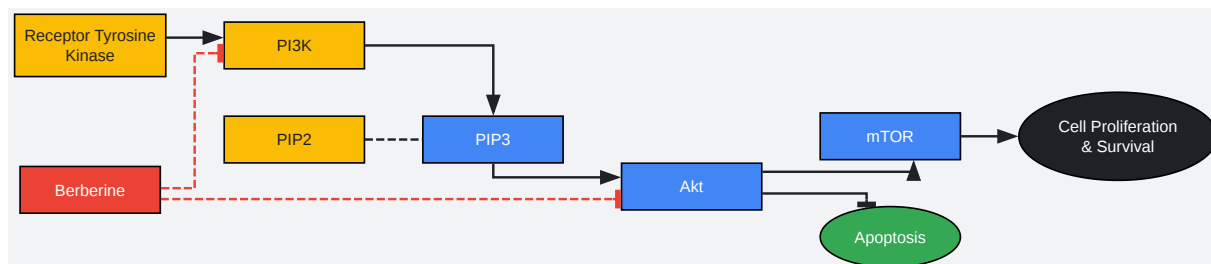 Receptor Tyrosine
Kinase
PI3K
PIP2
PIP3
Berberine
Akt
mTOR
Cell Proliferation
& Survival
Apoptosis